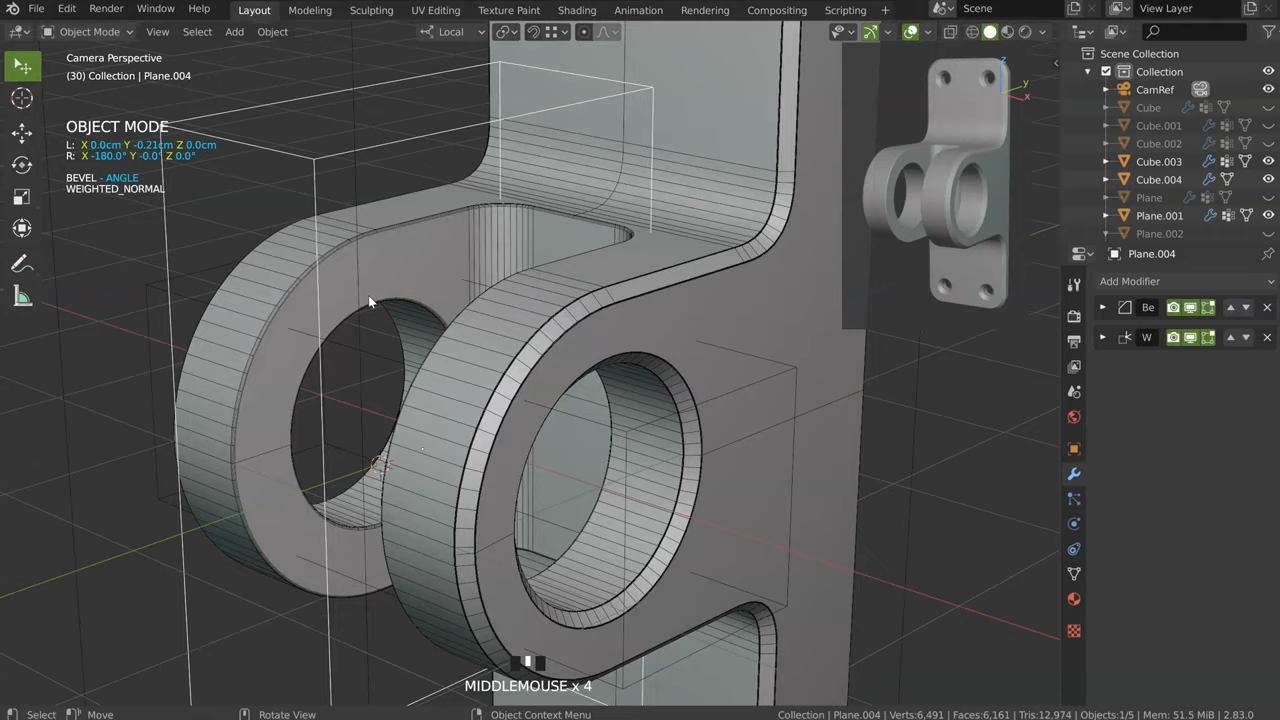 File Edit Render Window Help
Layout Modeling Sculpting UV Editing Texture Paint Shading Animation Rendering Compositing Scripting +
Scene
View Layer
Object Mode View Select Add Object
Local
Camera Perspective
(30) Collection | Plane.004
OBJECT MODE
L: X 0.0cm Y -0.21cm Z 0.0cm
R: X -180.0° Y -0.0° Z 0.0°
BEVEL - ANGLE
WEIGHTED_NORMAL
z
y
x
Scene Collection
Collection
CamRef
Cube
Cube.001
Cube.002
Cube.003
Cube.004
Plane
Plane.001
Plane.002
Plane.004
Add Modifier
Be
W
MIDDLEMOUSE x 4
Select
Move
Rotate View
Object Context Menu
Collection | Plane.004 | Verts:6,491 | Faces:6,161 | Tris:12,974 | Objects:1/5 | Mem: 51.5 MiB | 2.83.0